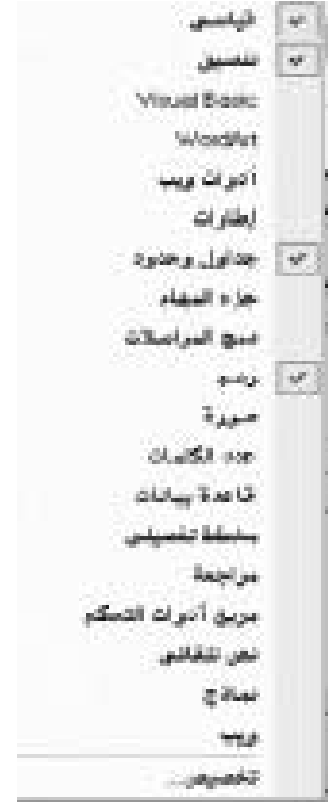 قياسي
تنسيق
Visual Basic
WordArt
أدوات ويب
إطارات
جداول وحدود
جزء المهام
دمج المراسلات
رسم
صورة
عدد الكلمات
قاعدة بيانات
مخطط تفصيلي
مراجعة
مربع أدوات التحكم
نص تلقائي
نماذج
ويب
تخصيص...